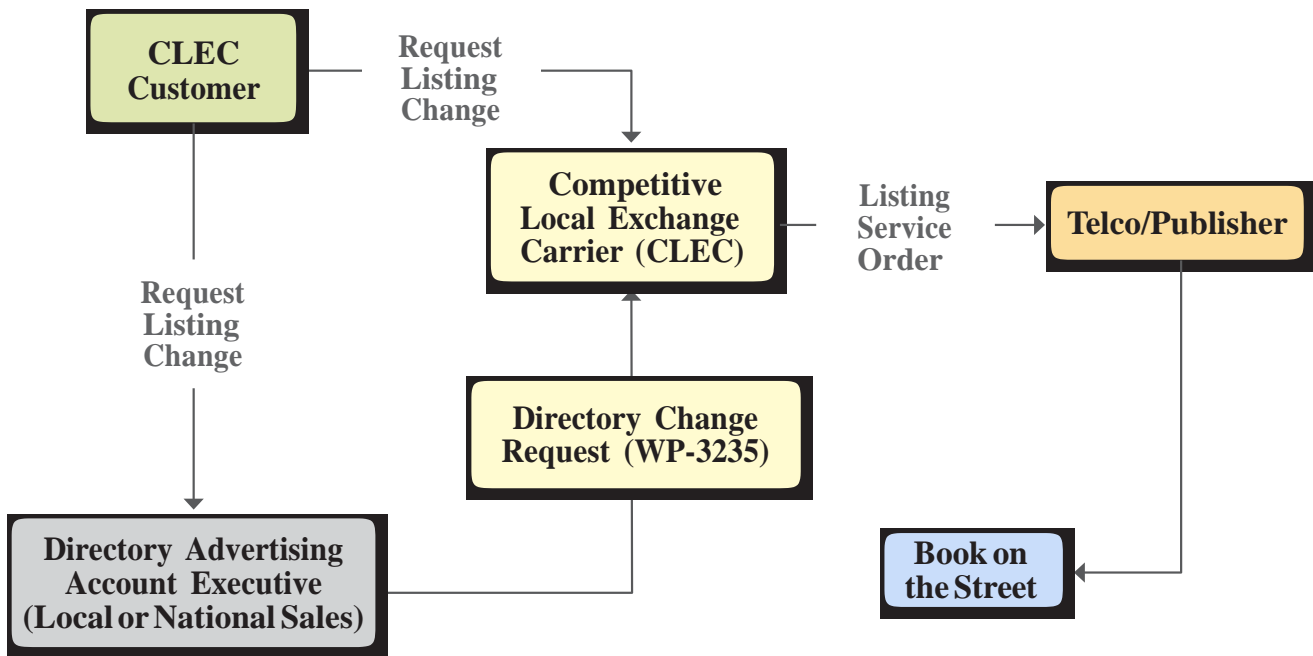 CLEC
Customer
Request
Listing
Change
Competitive
Local Exchange
Carrier (CLEC)
Listing
Service
Order
Telco/Publisher
Request
Listing
Change
Directory Change
Request (WP-3235)
Directory Advertising
Account Executive
(Local or National Sales)
Book on
the Street